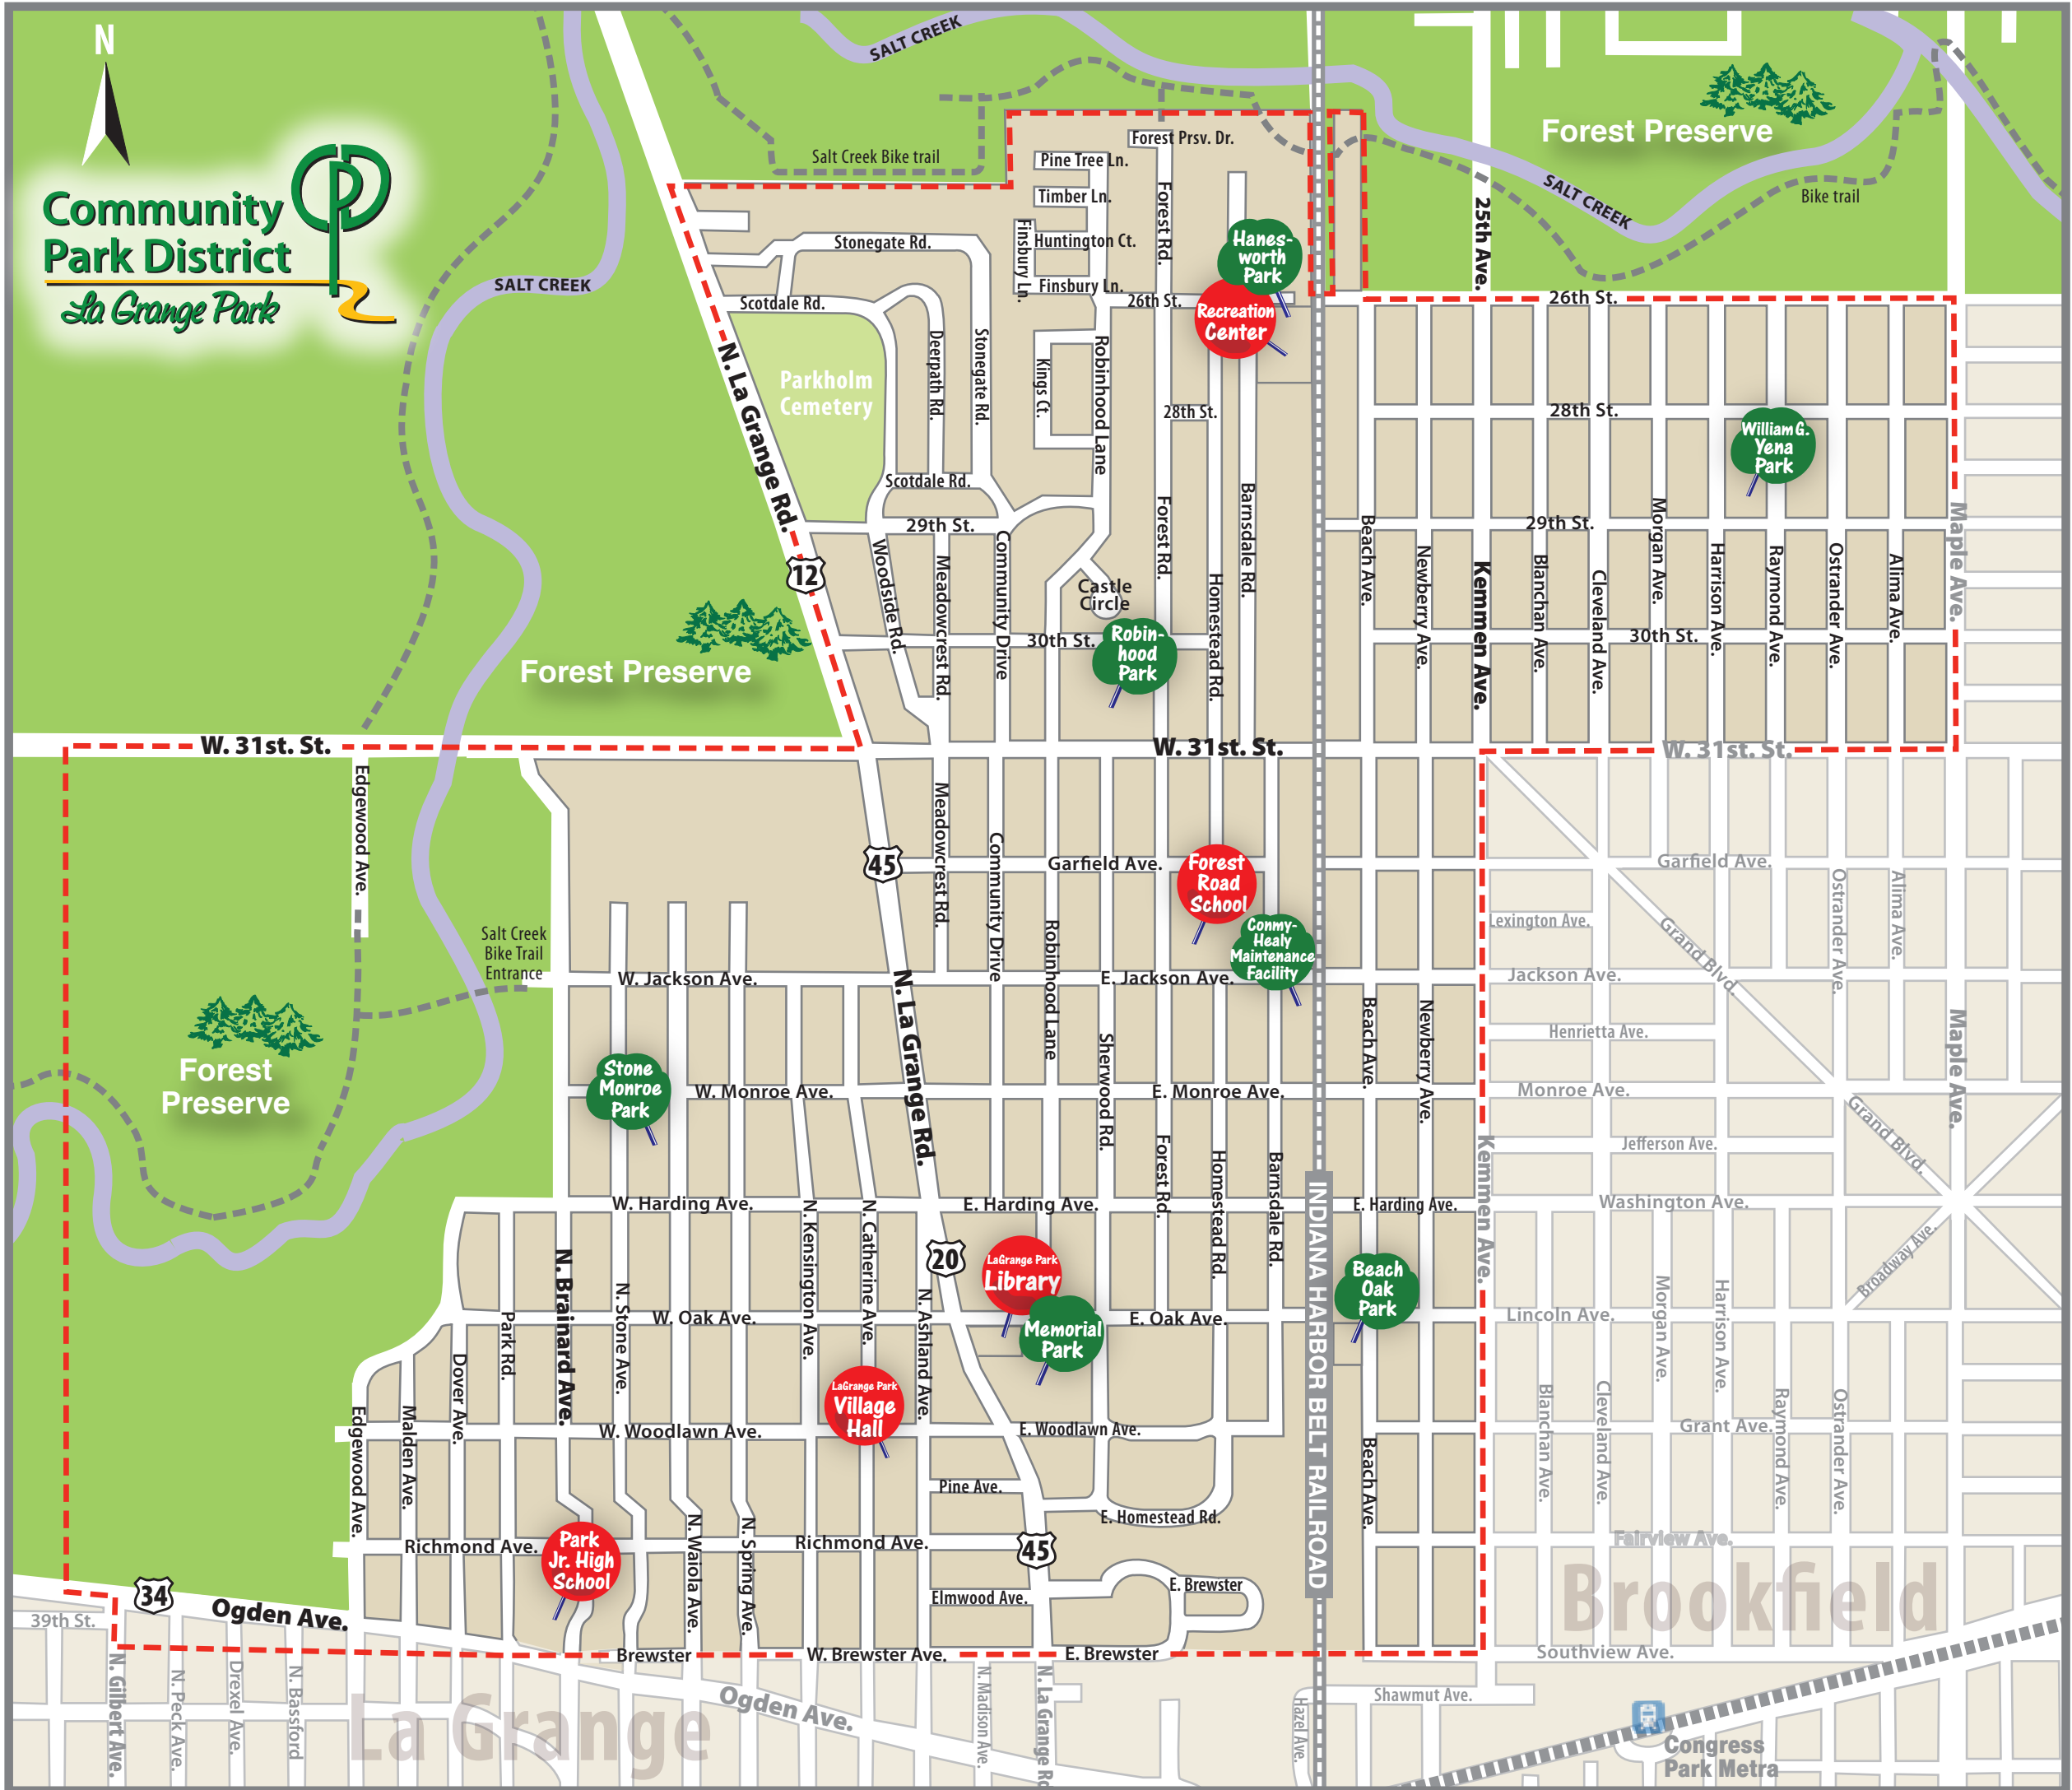 N
Community
Park District
La Grange Park
SALT CREEK
SALT CREEK
SALT CREEK
Forest Preserve
Bike trail
Salt Creek Bike trail
Forest Prsv. Dr.
Pine Tree Ln.
Timber Ln.
Huntington Ct.
Finsbury Ln.
Finsbury Ln.
Forest Rd.
25th Ave.
Stonegate Rd.
Scotdale Rd.
26th St.
26th St.
Hanes-
worth
Park
Recreation
Center
N. La Grange Rd.
Parkholm
Cemetery
Deerpath Rd.
Stonegate Rd.
Kings Ct.
Robinhood Lane
28th St.
28th St.
William G.
Yena
Park
Scotdale Rd.
29th St.
29th St.
Forest Rd.
Barnsdale Rd.
Homestead Rd.
12
Woodside Rd.
Meadowcrest Rd.
Community Drive
Castle
Circle
30th St.
30th St.
Robin-
hood
Park
Beach Ave.
Newberry Ave.
Kemmen Ave.
Blanchan Ave.
Cleveland Ave.
Morgan Ave.
Harrison Ave.
Raymond Ave.
Ostrander Ave.
Alima Ave.
Maple Ave.
Forest Preserve
W. 31st. St.
W. 31st. St.
W. 31st. St.
Edgewood Ave.
45
Meadowcrest Rd.
Community Drive
Robinhood Lane
Garfield Ave.
Garfield Ave.
Forest
Road
School
Conmy-
Healy
Maintenance
Facility
Lexington Ave.
Grand Blvd.
Ostrander Ave.
Alima Ave.
Salt Creek
Bike Trail
Entrance
W. Jackson Ave.
E. Jackson Ave.
Jackson Ave.
N. La Grange Rd.
Henrietta Ave.
Maple Ave.
Forest
Preserve
Stone
Monroe
Park
W. Monroe Ave.
E. Monroe Ave.
Monroe Ave.
Sherwood Rd.
Beach Ave.
Newberry Ave.
Grand Blvd.
Jefferson Ave.
Forest Rd.
Homestead Rd.
Barnsdale Rd.
Kemmen Ave.
W. Harding Ave.
E. Harding Ave.
E. Harding Ave.
Washington Ave.
INDIANA HARBOR BELT RAILROAD
N. Brainard Ave.
N. Stone Ave.
N. Kensington Ave.
N. Catherine Ave.
N. Ashland Ave.
20
LaGrange Park
Library
Memorial
Park
Beach
Oak
Park
Broadway Ave.
Morgan Ave.
Harrison Ave.
Park Rd.
W. Oak Ave.
E. Oak Ave.
Lincoln Ave.
Dover Ave.
Malden Ave.
Edgewood Ave.
LaGrange Park
Village
Hall
W. Woodlawn Ave.
E. Woodlawn Ave.
Grant Ave.
Blanchan Ave.
Cleveland Ave.
Raymond Ave.
Ostrander Ave.
Beach Ave.
Pine Ave.
E. Homestead Rd.
Richmond Ave.
Richmond Ave.
Park
Jr. High
School
N. Waiola Ave.
N. Spring Ave.
45
Fairview Ave.
Brookfield
34
Ogden Ave.
39th St.
Elmwood Ave.
E. Brewster
Brewster
W. Brewster Ave.
E. Brewster
Southview Ave.
N. Gilbert Ave.
N. Peck Ave.
Drexel Ave.
N. Bassford
La Grange
Ogden Ave.
N. Madison Ave.
N. La Grange Rd
Hazel Ave.
Shawmut Ave.
Congress
Park Metra